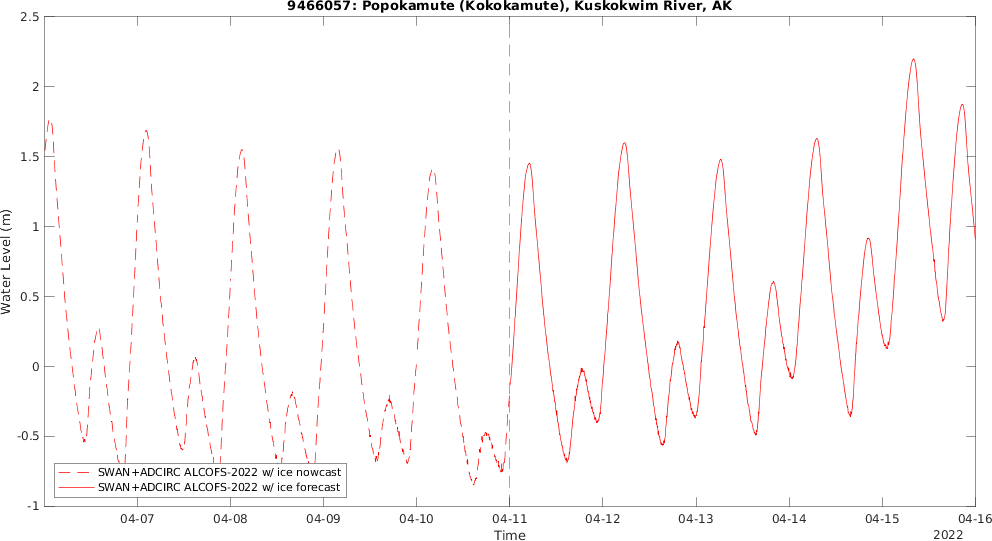 9466057: Popokamute (Kokokamute), Kuskokwim River, AK
2.5
2
1.5
1
0.5
0
-0.5
-1
Water Level (m)
SWAN+ADCIRC ALCOFS-2022 w/ ice nowcast
SWAN+ADCIRC ALCOFS-2022 w/ ice forecast
04-07 04-08 04-09 04-10 04-11 04-12 04-13 04-14 04-15 04-16
Time
2022